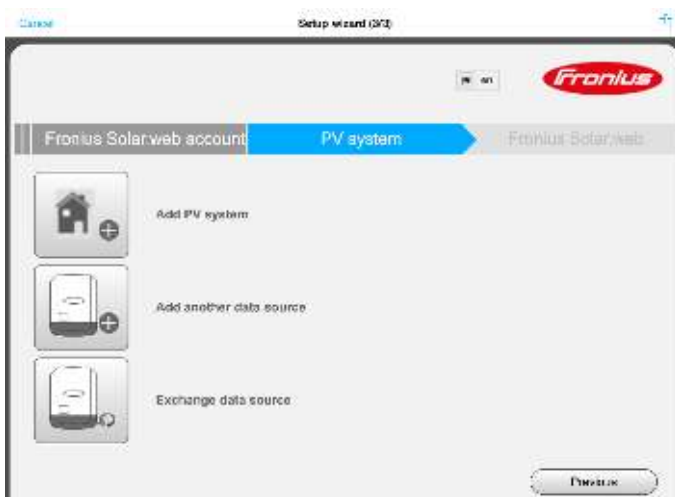 Cancel
Setup wizard (3/3)
en
Fronius
Fronius Solar.web account
PV system
Fronius Solar.web
Add PV system
Add another data source
Exchange data source
Previous